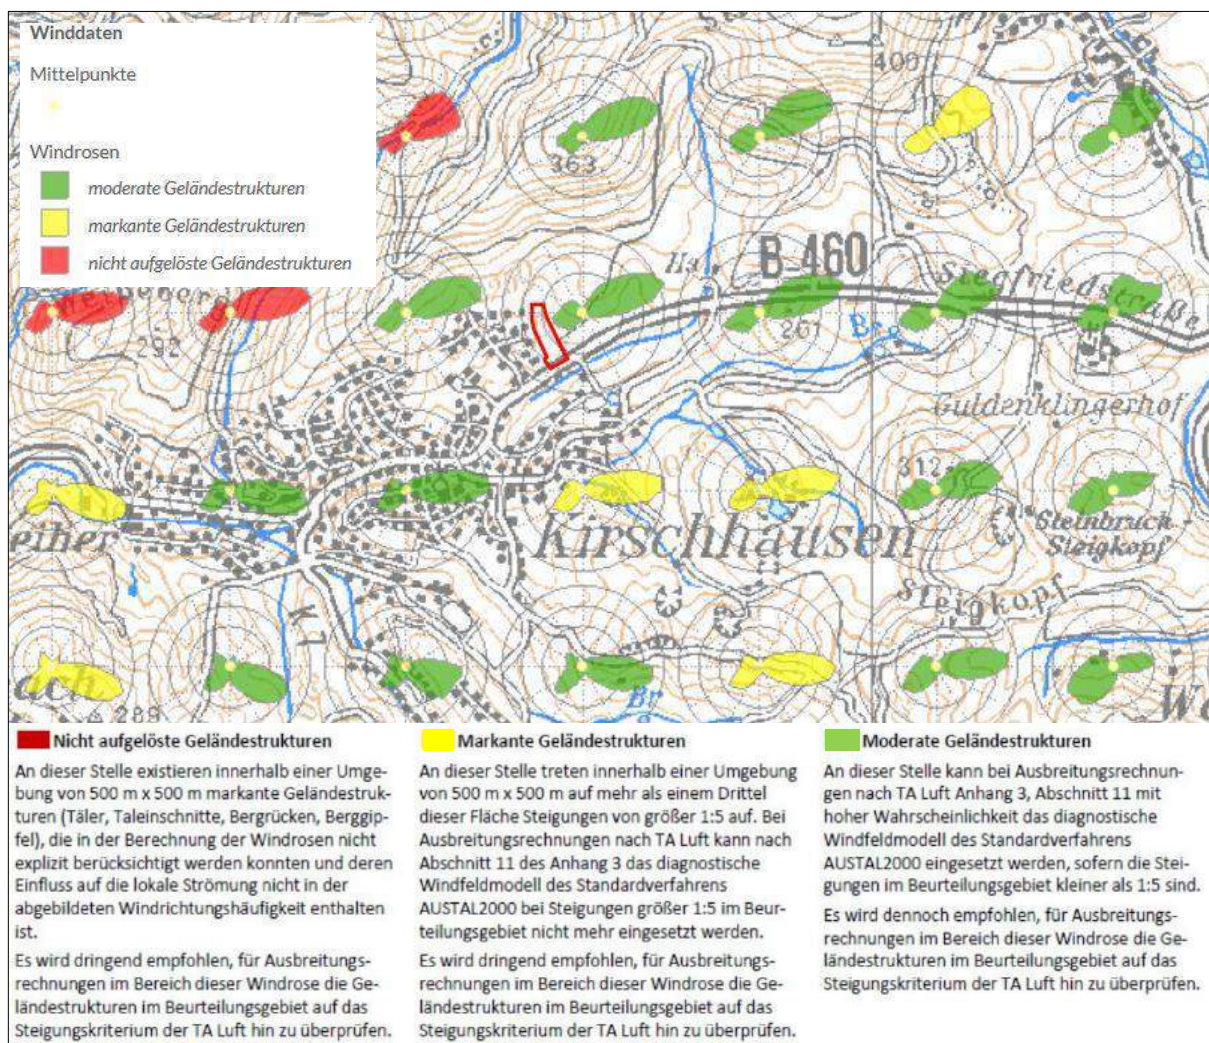 Winddaten
Mittelpunkte
Windrosen
moderate Geländestrukturen
markante Geländestrukturen
nicht aufgelöste Geländestrukturen
400
363
B-460
Siegfriedstraße
292
261
Guldenklingerhof
312
Kirschhausen
Steinbruch -
Steigkopf
Steigkopf
K1
Br
289
Nicht aufgelöste Geländestrukturen
An dieser Stelle existieren innerhalb einer Umge-
bung von 500 m x 500 m markante Geländestruk-
turen (Täler, Taleinschnitte, Bergrücken, Berggip-
fel), die in der Berechnung der Windrosen nicht
explizit berücksichtigt werden konnten und deren
Einfluss auf die lokale Strömung nicht in der
abgebildeten Windrichtungshäufigkeit enthalten
ist.
Es wird dringend empfohlen, für Ausbreitungs-
rechnungen im Bereich dieser Windrose die Ge-
ländestrukturen im Beurteilungsgebiet auf das
Steigungskriterium der TA Luft hin zu überprüfen.
Markante Geländestrukturen
An dieser Stelle treten innerhalb einer Umgebung
von 500 m x 500 m auf mehr als einem Drittel
dieser Fläche Steigungen von größer 1:5 auf. Bei
Ausbreitungsrechnungen nach TA Luft kann nach
Abschnitt 11 des Anhang 3 das diagnostische
Windfeldmodell des Standardverfahrens
AUSTAL2000 bei Steigungen größer 1:5 im Beur-
teilungsgebiet nicht mehr eingesetzt werden.
Es wird dringend empfohlen, für Ausbreitungs-
rechnungen im Bereich dieser Windrose die Ge-
ländestrukturen im Beurteilungsgebiet auf das
Steigungskriterium der TA Luft hin zu überprüfen.
Moderate Geländestrukturen
An dieser Stelle kann bei Ausbreitungsrechnun-
gen nach TA Luft Anhang 3, Abschnitt 11 mit
hoher Wahrscheinlichkeit das diagnostische
Windfeldmodell des Standardverfahrens
AUSTAL2000 eingesetzt werden, sofern die Stei-
gungen im Beurteilungsgebiet kleiner als 1:5 sind.
Es wird dennoch empfohlen, für Ausbreitungs-
rechnungen im Bereich dieser Windrose die Ge-
ländestrukturen im Beurteilungsgebiet auf das
Steigungskriterium der TA Luft hin zu überprüfen.